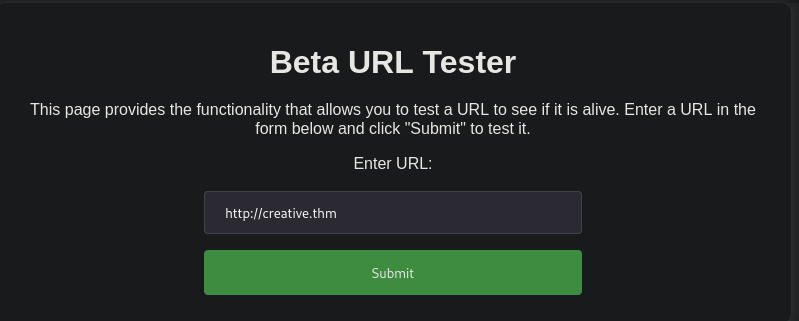 Beta URL Tester
This page provides the functionality that allows you to test a URL to see if it is alive. Enter a URL in the
form below and click "Submit" to test it.
Enter URL:
http://creative.thm
Submit